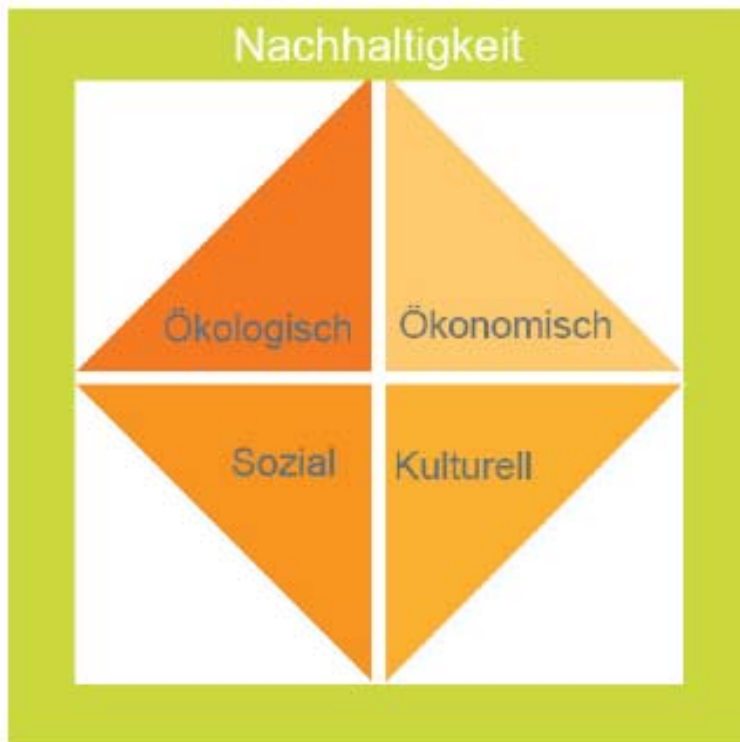 Nachhaltigkeit
Ökologisch
Ökonomisch
Sozial
Kulturell